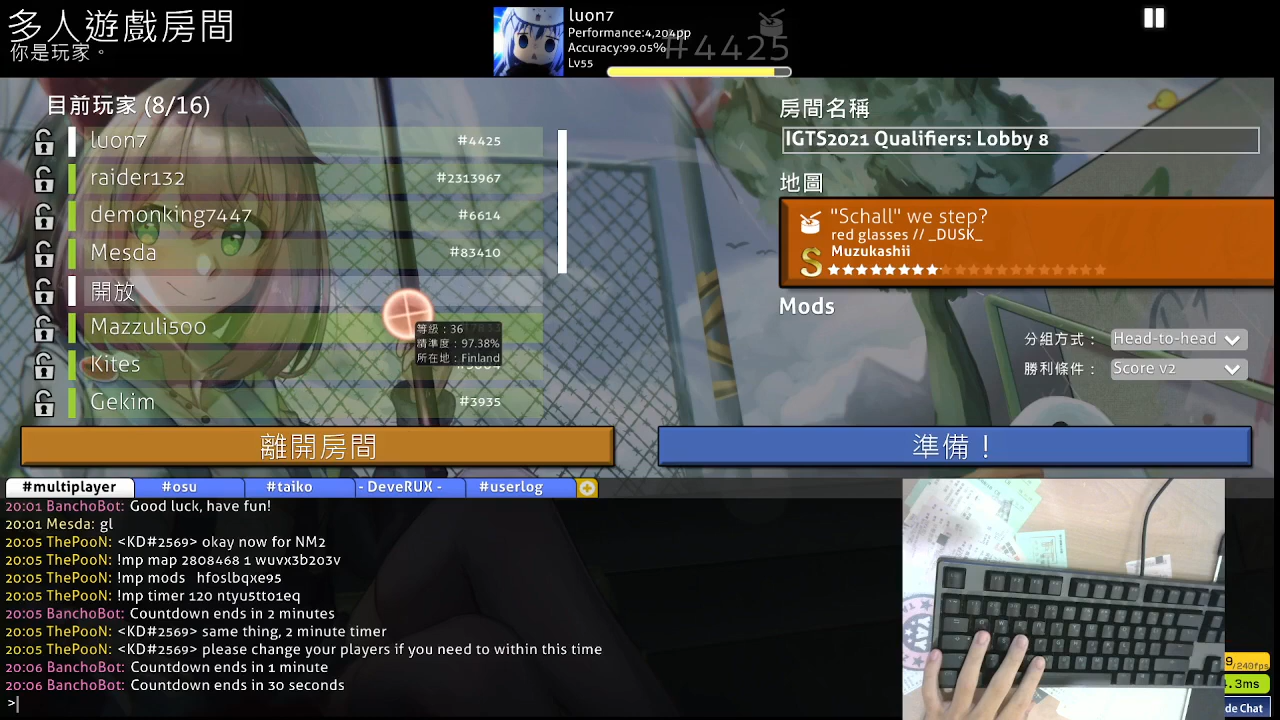 多人遊戲房間
你是玩家。
luon7
Performance:4,204pp
Accuracy:99.05%
Lv55
#4425
目前玩家 (8/16)
luon7 #4425
raider132 #2313967
demonking7447 #6614
Mesda #83410
開放
Mazzuli500
Kites
Gekim #3935
等級：36
精準度：97.38%
所在地：Finland
離開房間
房間名稱
IGTS2021 Qualifiers: Lobby 8
地圖
"Schall" we step?
red glasses // _DUSK_
Muzukashii
Mods
分組方式： Head-to-head
勝利條件： Score v2
準備！
#multiplayer #osu #taiko - DeveRUX - #userlog
20:01 BanchoBot: Good luck, have fun!
20:01 Mesda: gl
20:05 ThePooN: <KD#2569> okay now for NM2
20:05 ThePooN: !mp map 2808468 1 wuvx3b2o3v
20:05 ThePooN: !mp mods hfoslbqxe95
20:05 ThePooN: !mp timer 120 ntyu5tto1eq
20:05 BanchoBot: Countdown ends in 2 minutes
20:05 ThePooN: <KD#2569> same thing, 2 minute timer
20:05 ThePooN: <KD#2569> please change your players if you need to within this time
20:06 BanchoBot: Countdown ends in 1 minute
20:06 BanchoBot: Countdown ends in 30 seconds
>
9/240fps
.3ms
de Chat